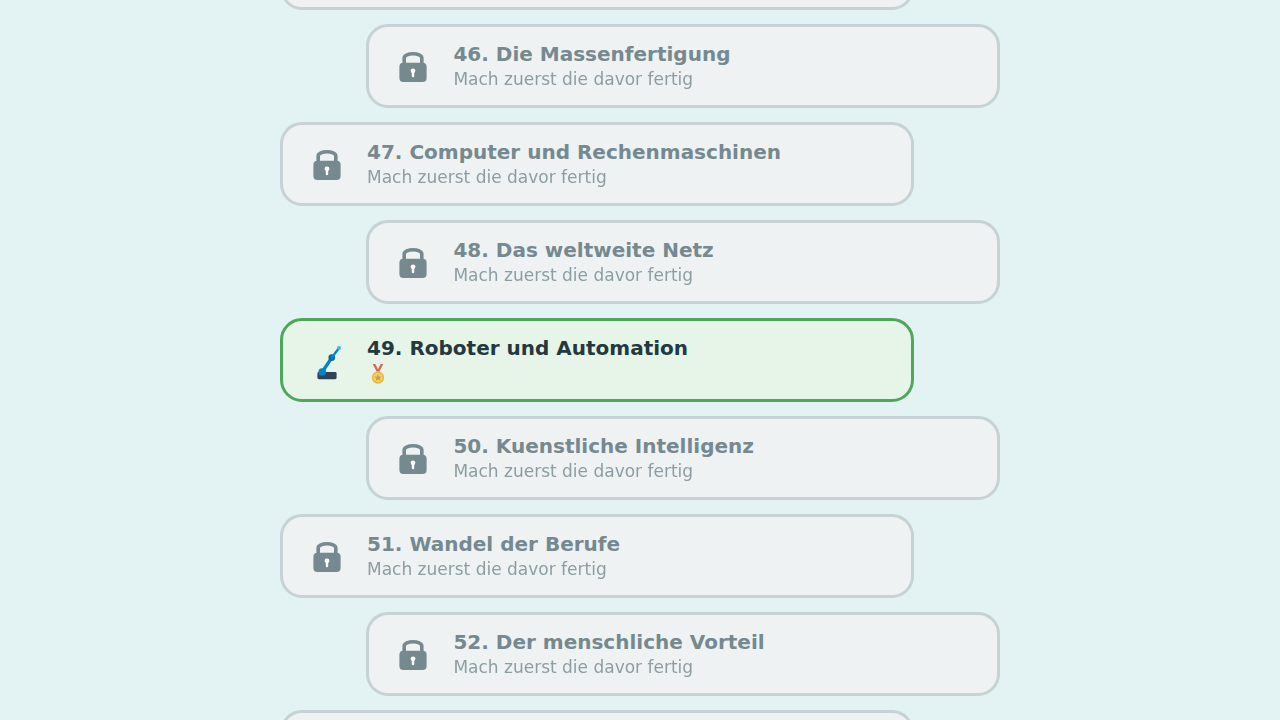 46. Die Massenfertigung
Mach zuerst die davor fertig
47. Computer und Rechenmaschinen
Mach zuerst die davor fertig
48. Das weltweite Netz
Mach zuerst die davor fertig
49. Roboter und Automation
50. Kuenstliche Intelligenz
Mach zuerst die davor fertig
51. Wandel der Berufe
Mach zuerst die davor fertig
52. Der menschliche Vorteil
Mach zuerst die davor fertig